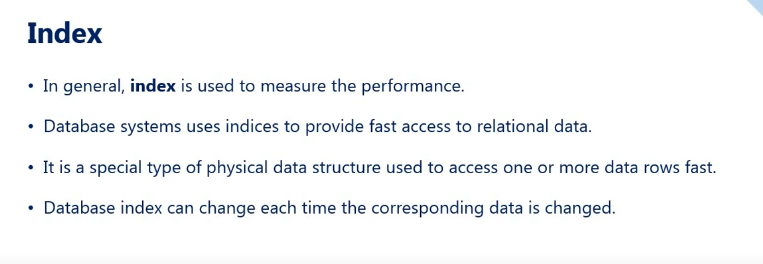 Index
• In general, index is used to measure the performance.
• Database systems uses indices to provide fast access to relational data.
• It is a special type of physical data structure used to access one or more data rows fast.
• Database index can change each time the corresponding data is changed.